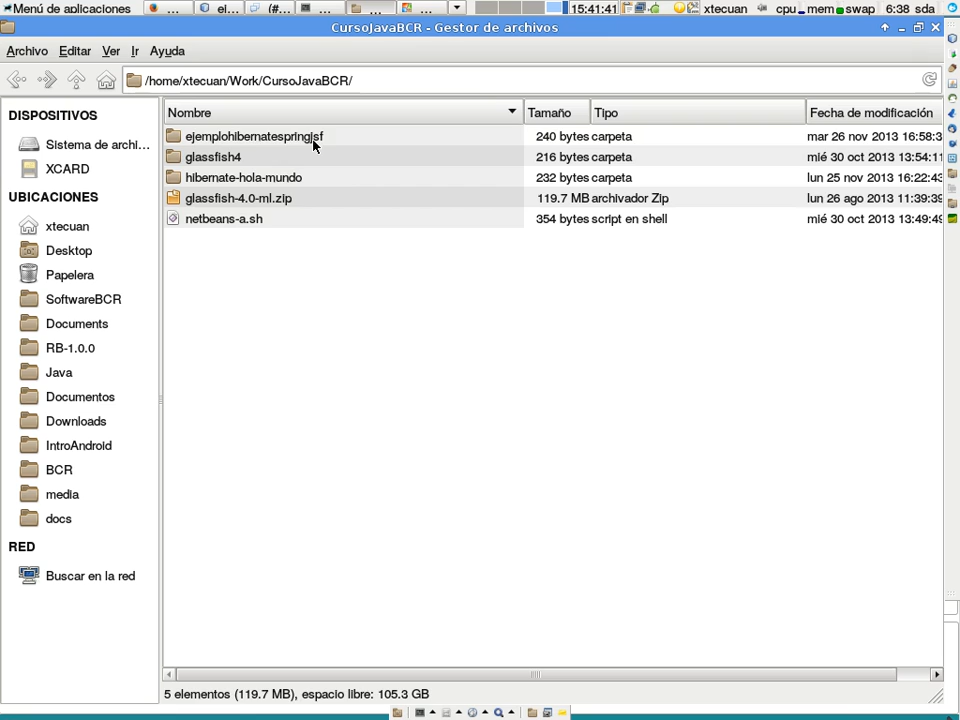 Menú de aplicaciones ... el... (#... ... ... ... 15:41:41 xtecuan cpu mem swap 6:38 sda
CursoJavaBCR - Gestor de archivos
Archivo Editar Ver Ir Ayuda
/home/xtecuan/Work/CursoJavaBCR/
DISPOSITIVOS
Sistema de archi...
XCARD
UBICACIONES
xtecuan
Desktop
Papelera
SoftwareBCR
Documents
RB-1.0.0
Java
Documentos
Downloads
IntroAndroid
BCR
media
docs
RED
Buscar en la red
Nombre Tamaño Tipo Fecha de modificación
ejemplohibernatespringjsf 240 bytes carpeta mar 26 nov 2013 16:58:3
glassfish4 216 bytes carpeta mié 30 oct 2013 13:54:11
hibernate-hola-mundo 232 bytes carpeta lun 25 nov 2013 16:22:43
glassfish-4.0-ml.zip 119.7 MB archivador Zip lun 26 ago 2013 11:39:39
netbeans-a.sh 354 bytes script en shell mié 30 oct 2013 13:49:49
5 elementos (119.7 MB), espacio libre: 105.3 GB